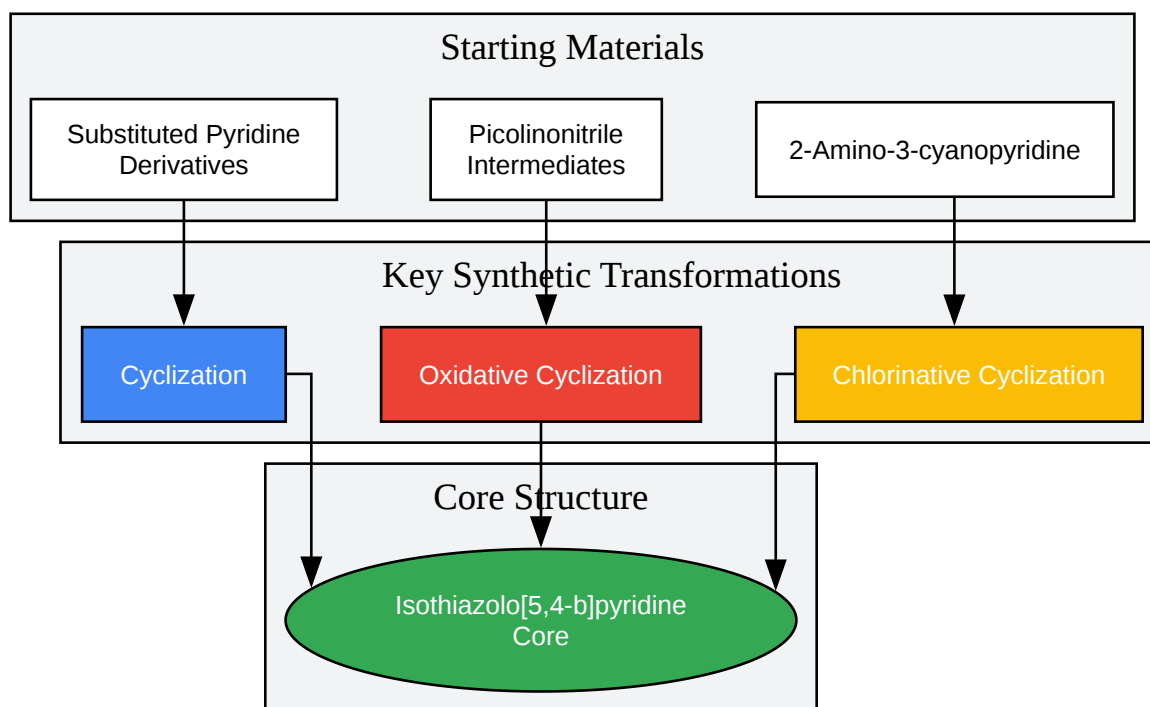 Starting Materials
Substituted Pyridine
Derivatives
Picolinonitrile
Intermediates
2-Amino-3-cyanopyridine
Key Synthetic Transformations
Cyclization
Oxidative Cyclization
Chlorinative Cyclization
Core Structure
Isothiazolo[5,4-b]pyridine
Core